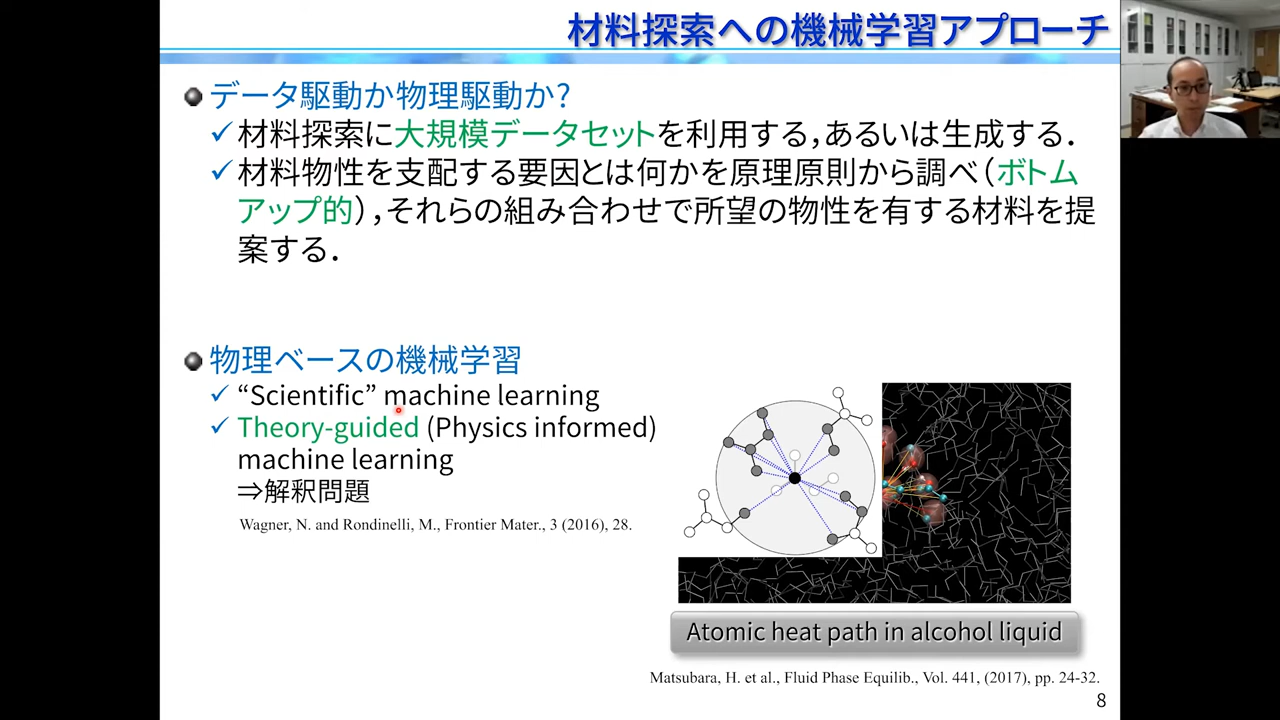 材料探索への機械学習アプローチ
データ駆動か物理駆動か?
材料探索に大規模データセットを利用する，あるいは生成する．
材料物性を支配する要因とは何かを原理原則から調べ（ボトム
アップ的），それらの組み合わせで所望の物性を有する材料を提
案する．
物理ベースの機械学習
“Scientific” machine learning
Theory-guided (Physics informed)
machine learning
⇒解釈問題
Wagner, N. and Rondinelli, M., Frontier Mater., 3 (2016), 28.
Atomic heat path in alcohol liquid
Matsubara, H. et al., Fluid Phase Equilib., Vol. 441, (2017), pp. 24-32.
8